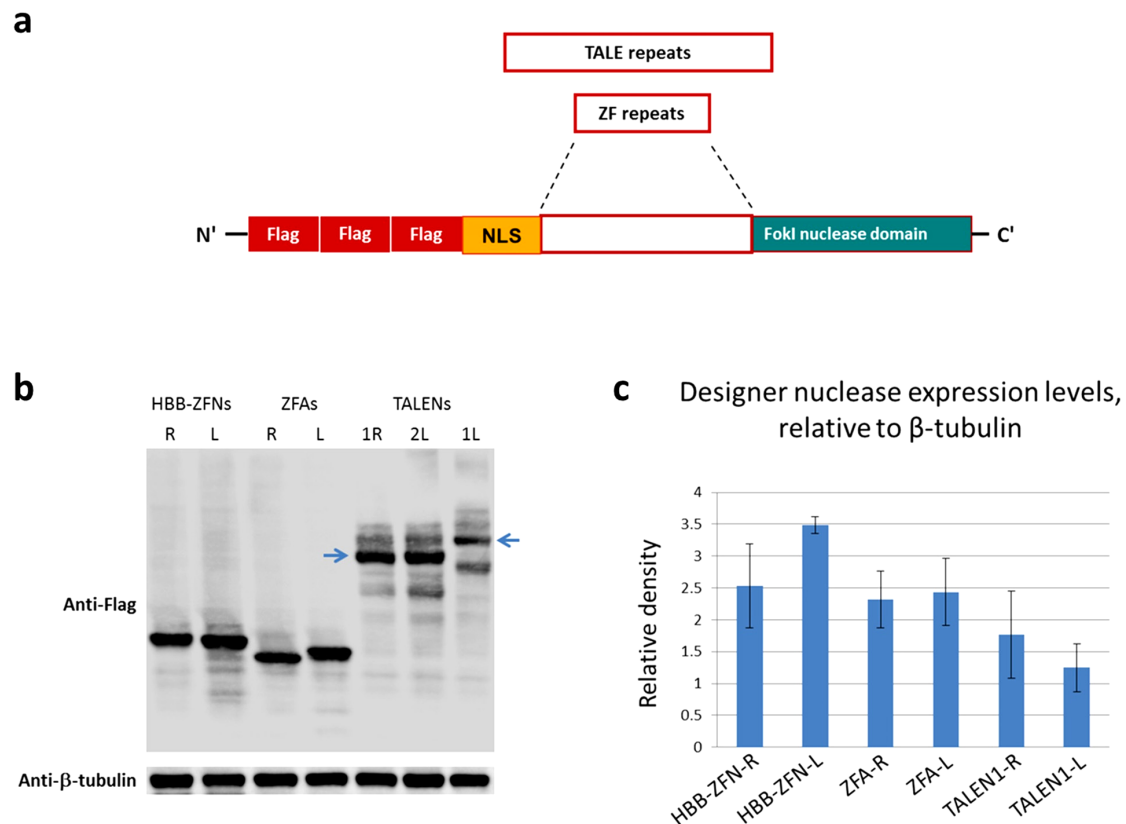 a
TALE repeats
ZF repeats
N' Flag Flag Flag NLS FokI nuclease domain C'
b
HBB-ZFNs ZFAs TALENs
R L R L 1R 2L 1L
Anti-Flag
Anti-β-tubulin
c
Designer nuclease expression levels,
relative to β-tubulin
Relative density
4
3.5
3
2.5
2
1.5
1
0.5
0
HBB-ZFN-R
HBB-ZFN-L
ZFA-R
ZFA-L
TALEN1-R
TALEN1-L